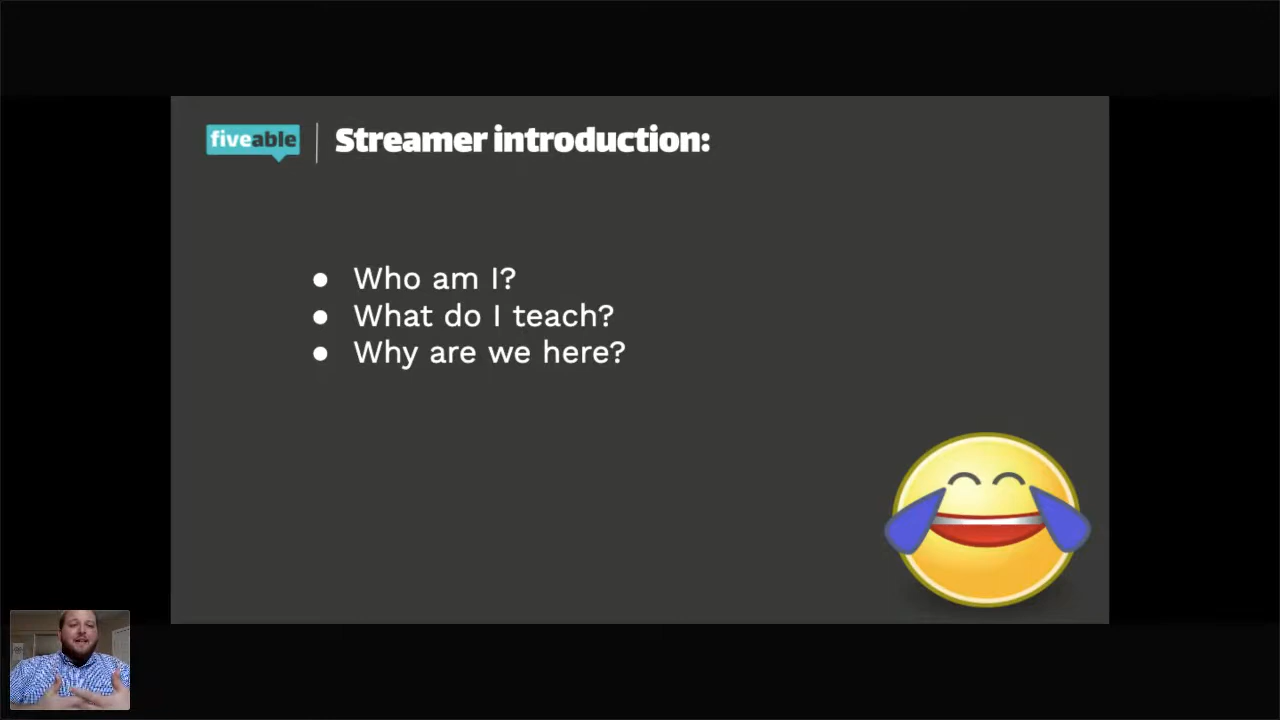 fiveable
Streamer introduction:
● Who am I?
● What do I teach?
● Why are we here?